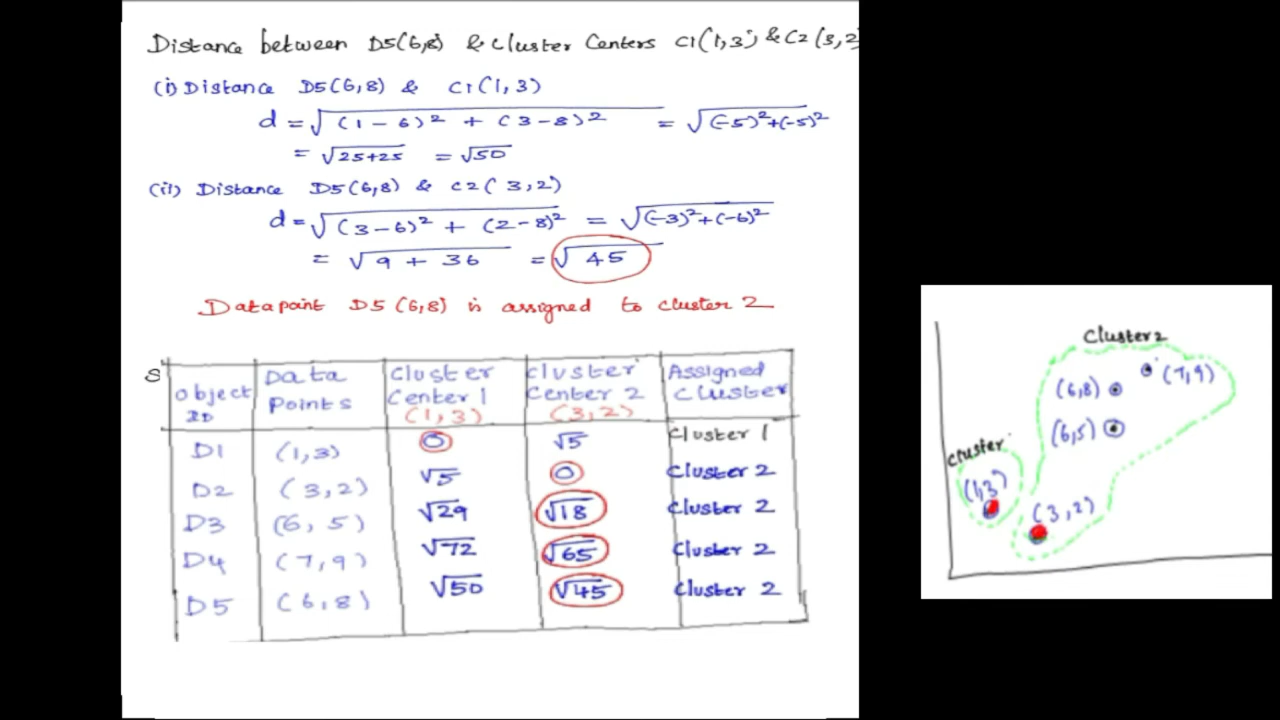 Distance between D5(6,8) & Cluster Centers C1(1,3) & C2(3,2)
(i) Distance D5(6,8) & C1(1,3)
d = √(1-6)² + (3-8)² = √(-5)²+(-5)²
= √25+25 = √50
(ii) Distance D5(6,8) & C2(3,2)
d = √(3-6)² + (2-8)² = √(-3)²+(-6)²
= √9+36 = √45
Datapoint D5(6,8) is assigned to cluster 2
S
Object ID Data Points Cluster Center 1 (1,3) Cluster Center 2 (3,2) Assigned Cluster
D1 (1,3) 0 √5 Cluster 1
D2 (3,2) √5 0 Cluster 2
D3 (6,5) √29 √18 Cluster 2
D4 (7,9) √72 √65 Cluster 2
D5 (6,8) √50 √45 Cluster 2
Cluster 2
(7,9)
(6,8)
(6,5)
Cluster
(1,3)
(3,2)